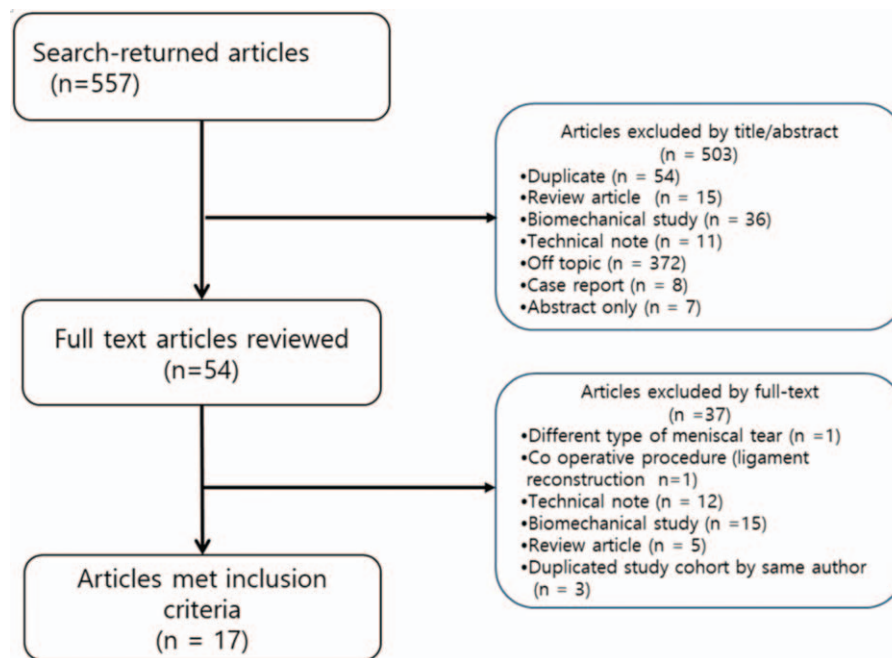 Search-returned articles
(n=557)
Articles excluded by title/abstract
(n = 503)
•Duplicate (n = 54)
•Review article (n = 15)
•Biomechanical study (n = 36)
•Technical note (n = 11)
•Off topic (n = 372)
•Case report (n = 8)
•Abstract only (n = 7)
Full text articles reviewed
(n=54)
Articles excluded by full-text
(n =37)
•Different type of meniscal tear (n =1)
•Co operative procedure (ligament
reconstruction n=1)
•Technical note (n = 12)
•Biomechanical study (n =15)
•Review article (n = 5)
•Duplicated study cohort by same author
(n = 3)
Articles met inclusion
criteria
(n = 17)